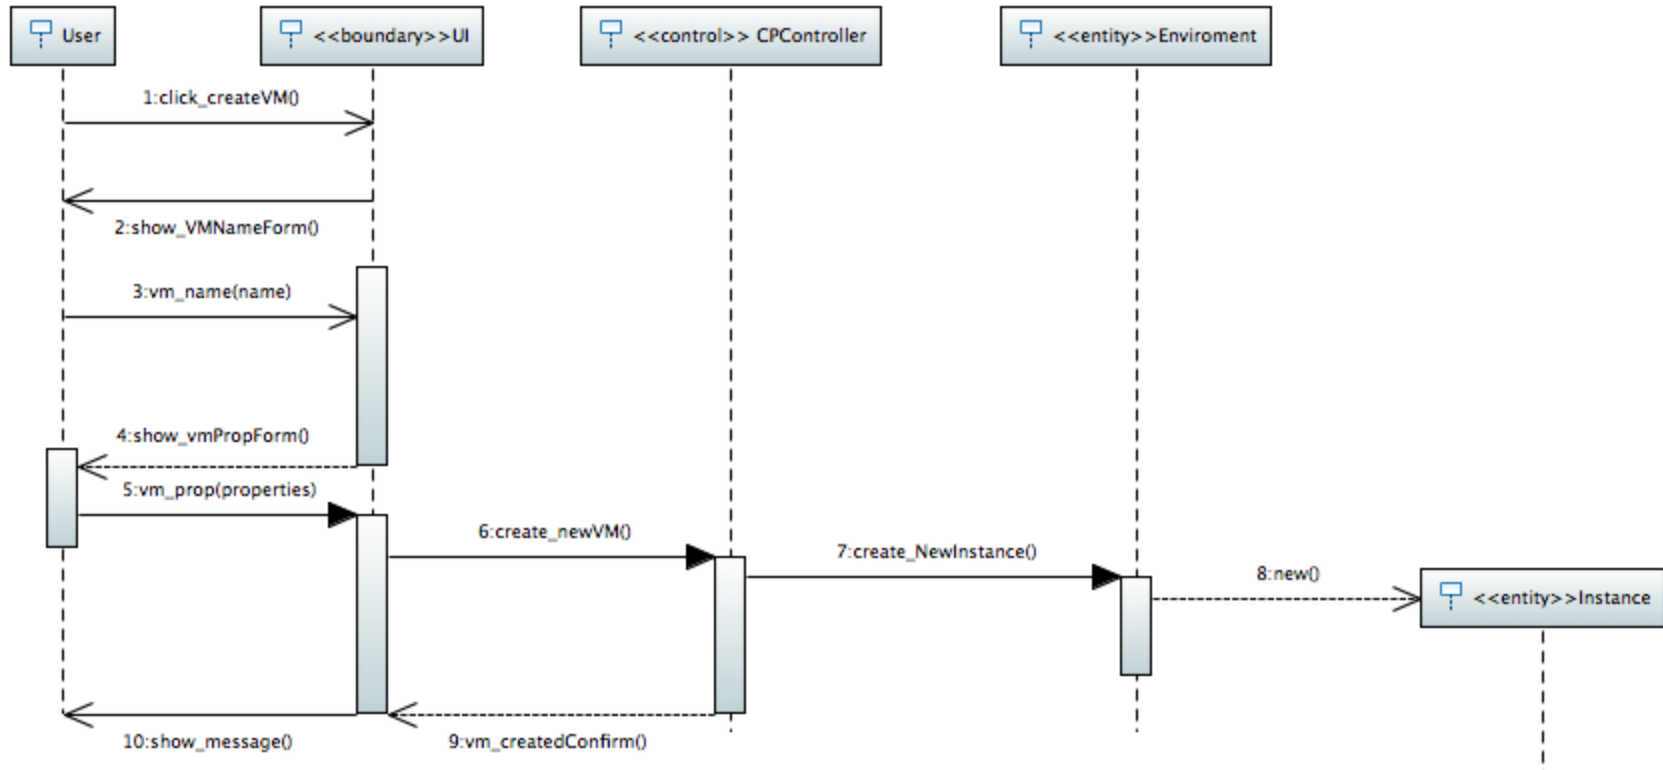 User
<<boundary>>UI
<<control>> CPController
<<entity>>Enviroment
1:click_createVM()
2:show_VMNameForm()
3:vm_name(name)
4:show_vmPropForm()
5:vm_prop(properties)
6:create_newVM()
7:create_NewInstance()
8:new()
<<entity>>Instance
10:show_message()
9:vm_createdConfirm()